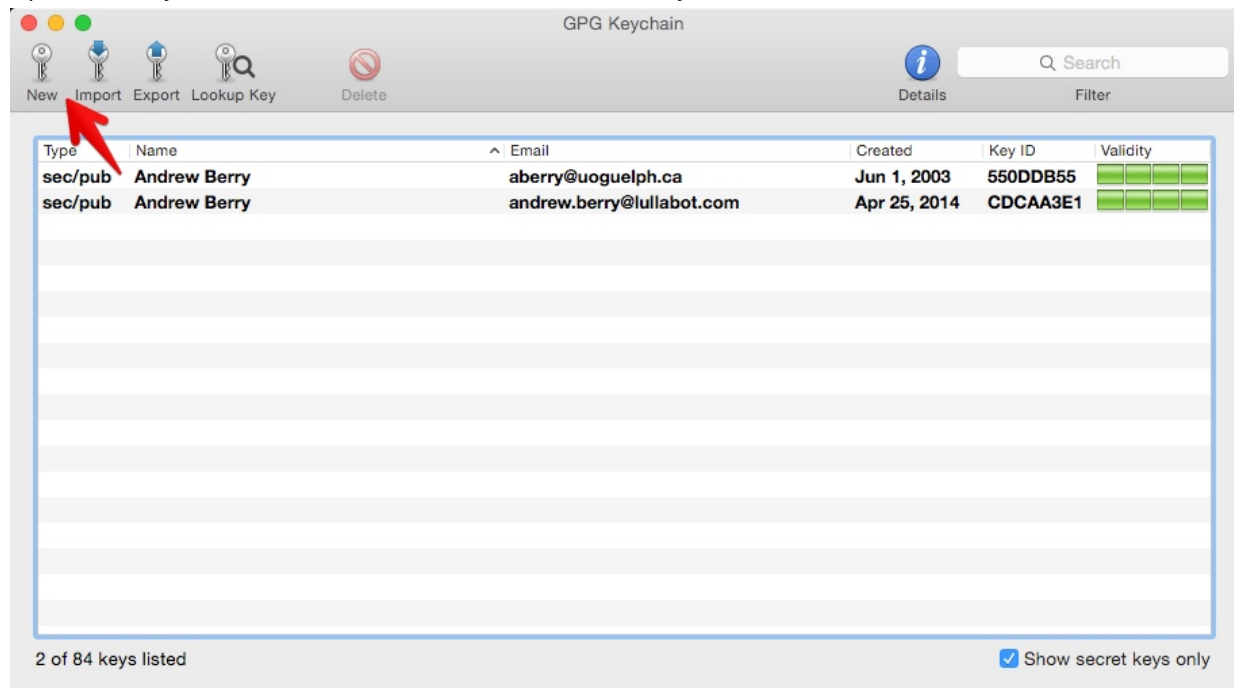 GPG Keychain
New Import Export Lookup Key Delete Details Search
Filter
Type Name Email Created Key ID Validity
sec/pub Andrew Berry aberry@uoguelph.ca Jun 1, 2003 550DDB55
sec/pub Andrew Berry andrew.berry@lullabot.com Apr 25, 2014 CDCAA3E1
2 of 84 keys listed Show secret keys only